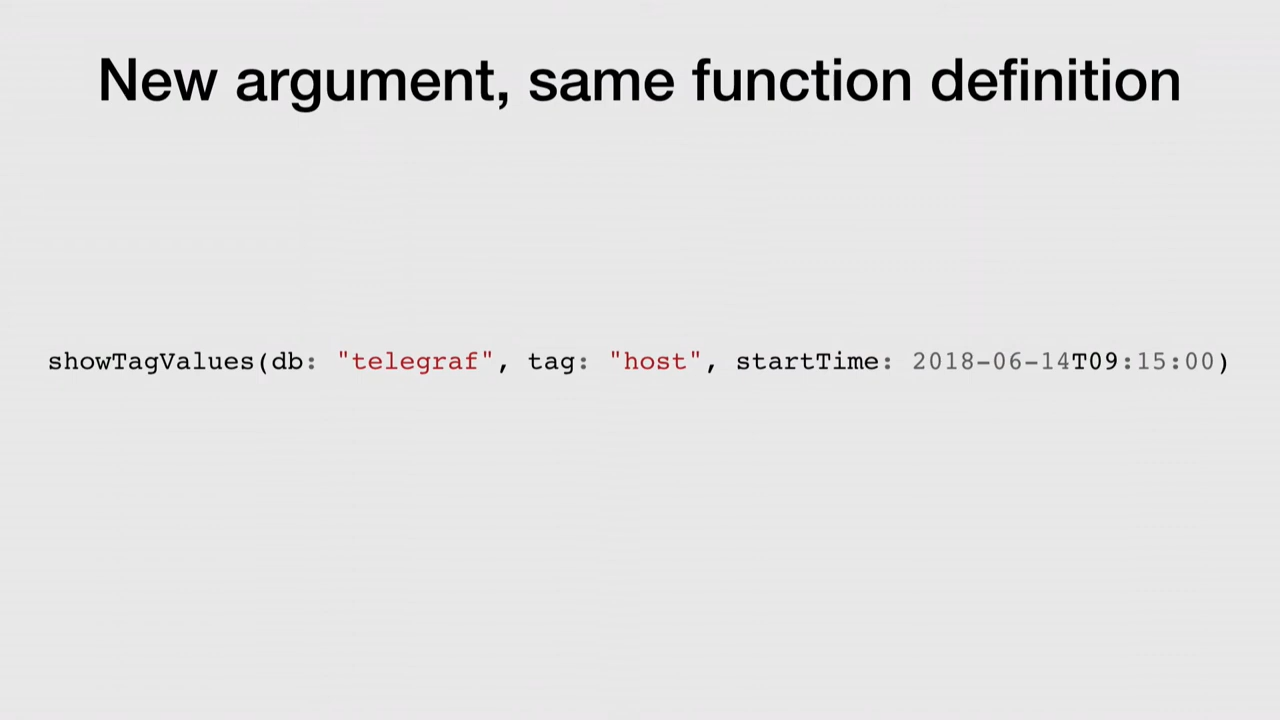 New argument, same function definition
showTagValues(db: "telegraf", tag: "host", startTime: 2018-06-14T09:15:00)